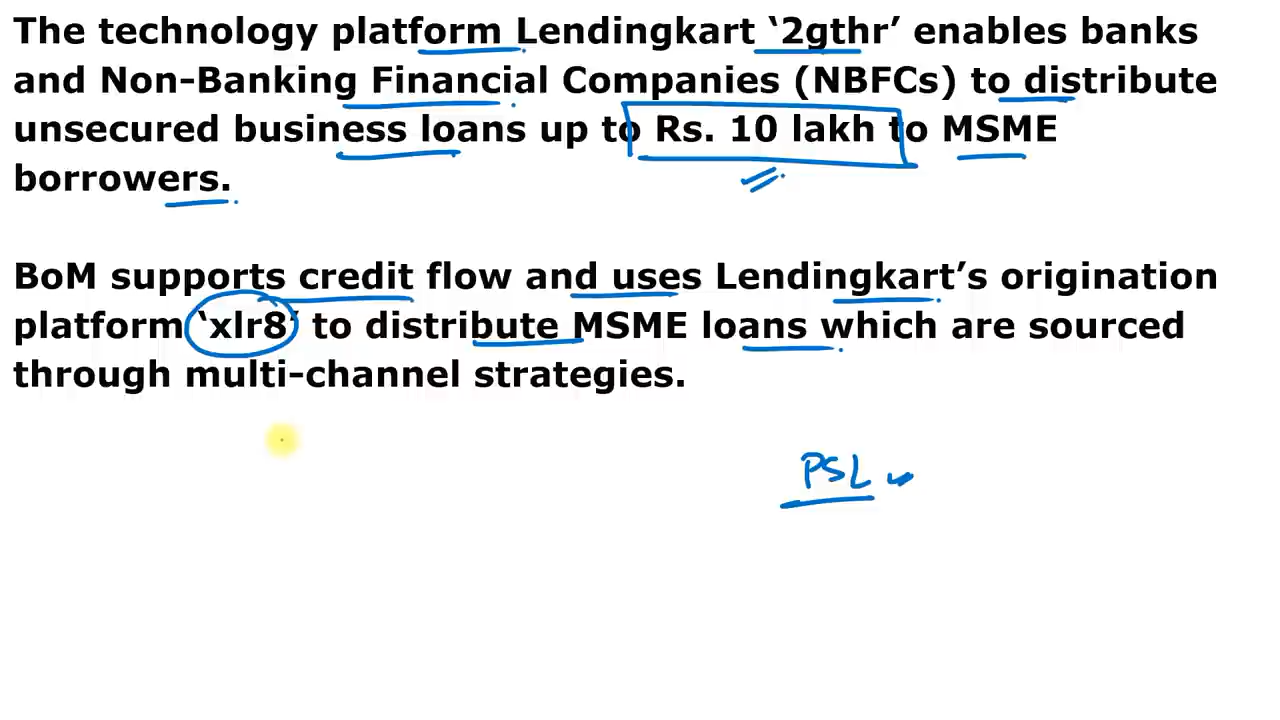 The technology platform Lendingkart ‘2gthr’ enables banks
and Non-Banking Financial Companies (NBFCs) to distribute
unsecured business loans up to Rs. 10 lakh to MSME
borrowers.
BoM supports credit flow and uses Lendingkart’s origination
platform ‘xlr8’ to distribute MSME loans which are sourced
through multi-channel strategies.
PSL